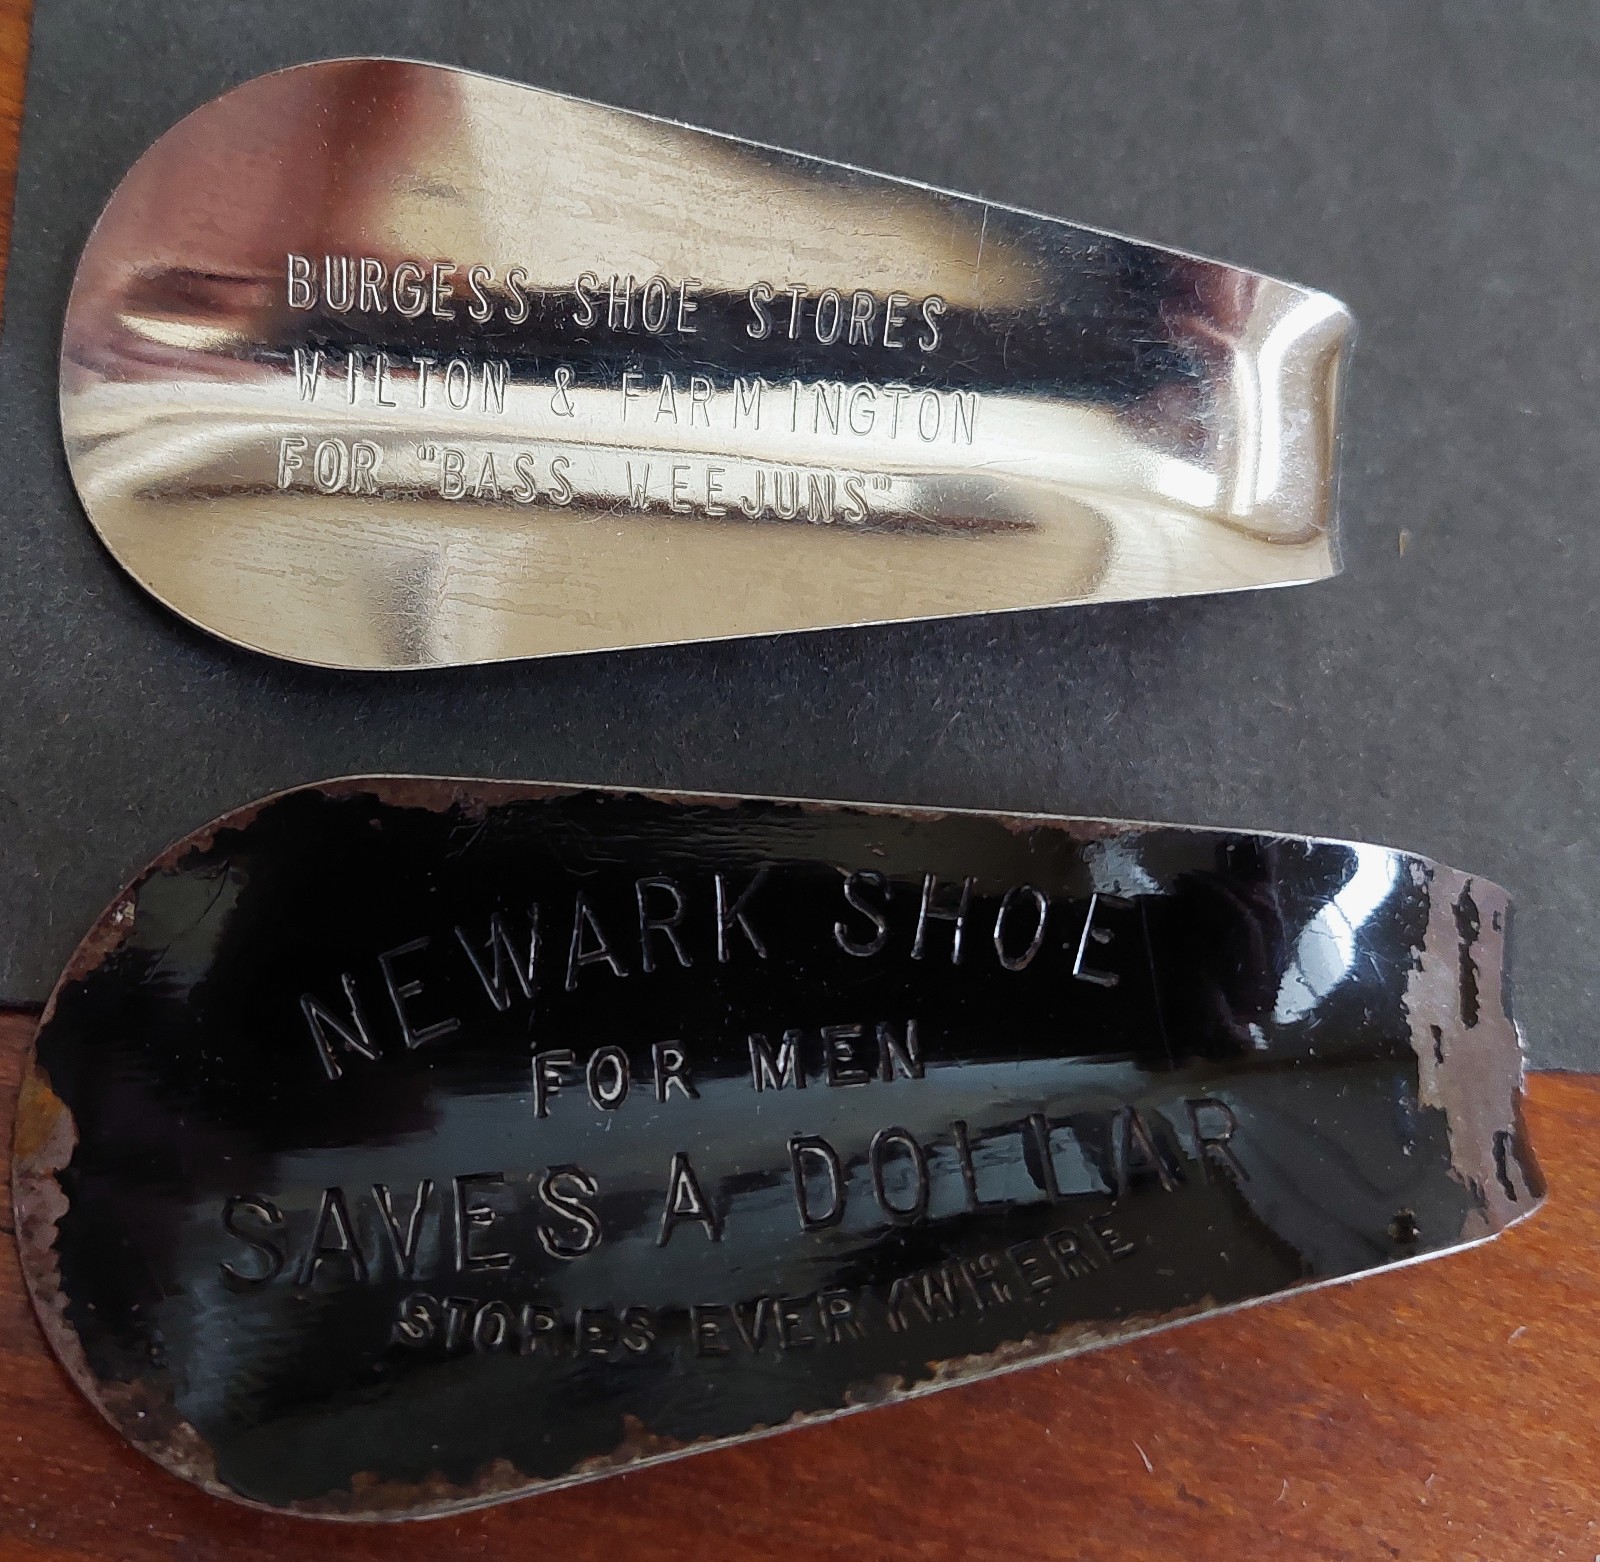 BURGESS SHOE STORES
WILTON & FARMINGTON
FOR "BASS WEEJUNS"
NEWARK SHOE
FOR MEN
SAVES A DOLLAR
STORES EVERYWHERE